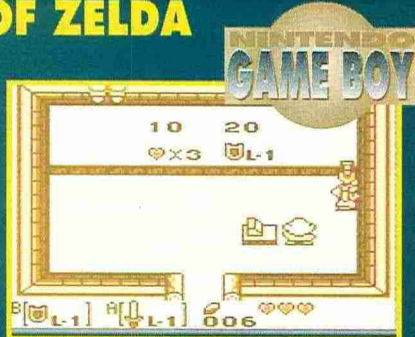 OF ZELDA
NINTENDO
GAME BOY
10 20
×3 L-1
B[L-1] A[L-1] 006